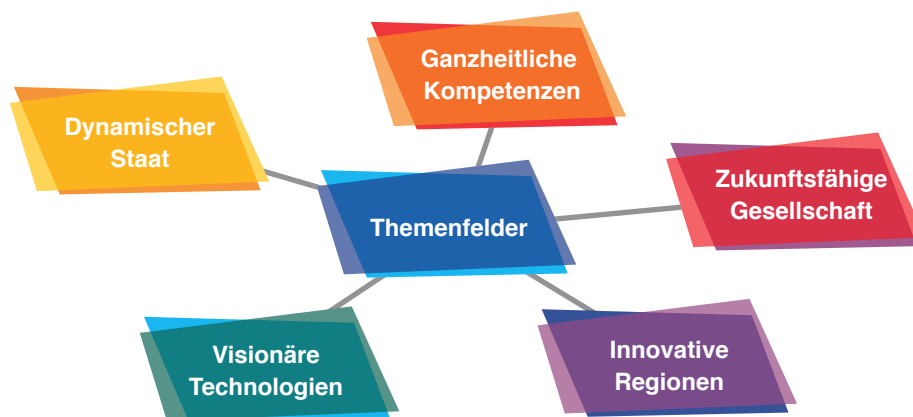 Ganzheitliche
Kompetenzen
Dynamischer
Staat
Zukunftsfähige
Gesellschaft
Themenfelder
Visionäre
Technologien
Innovative
Regionen